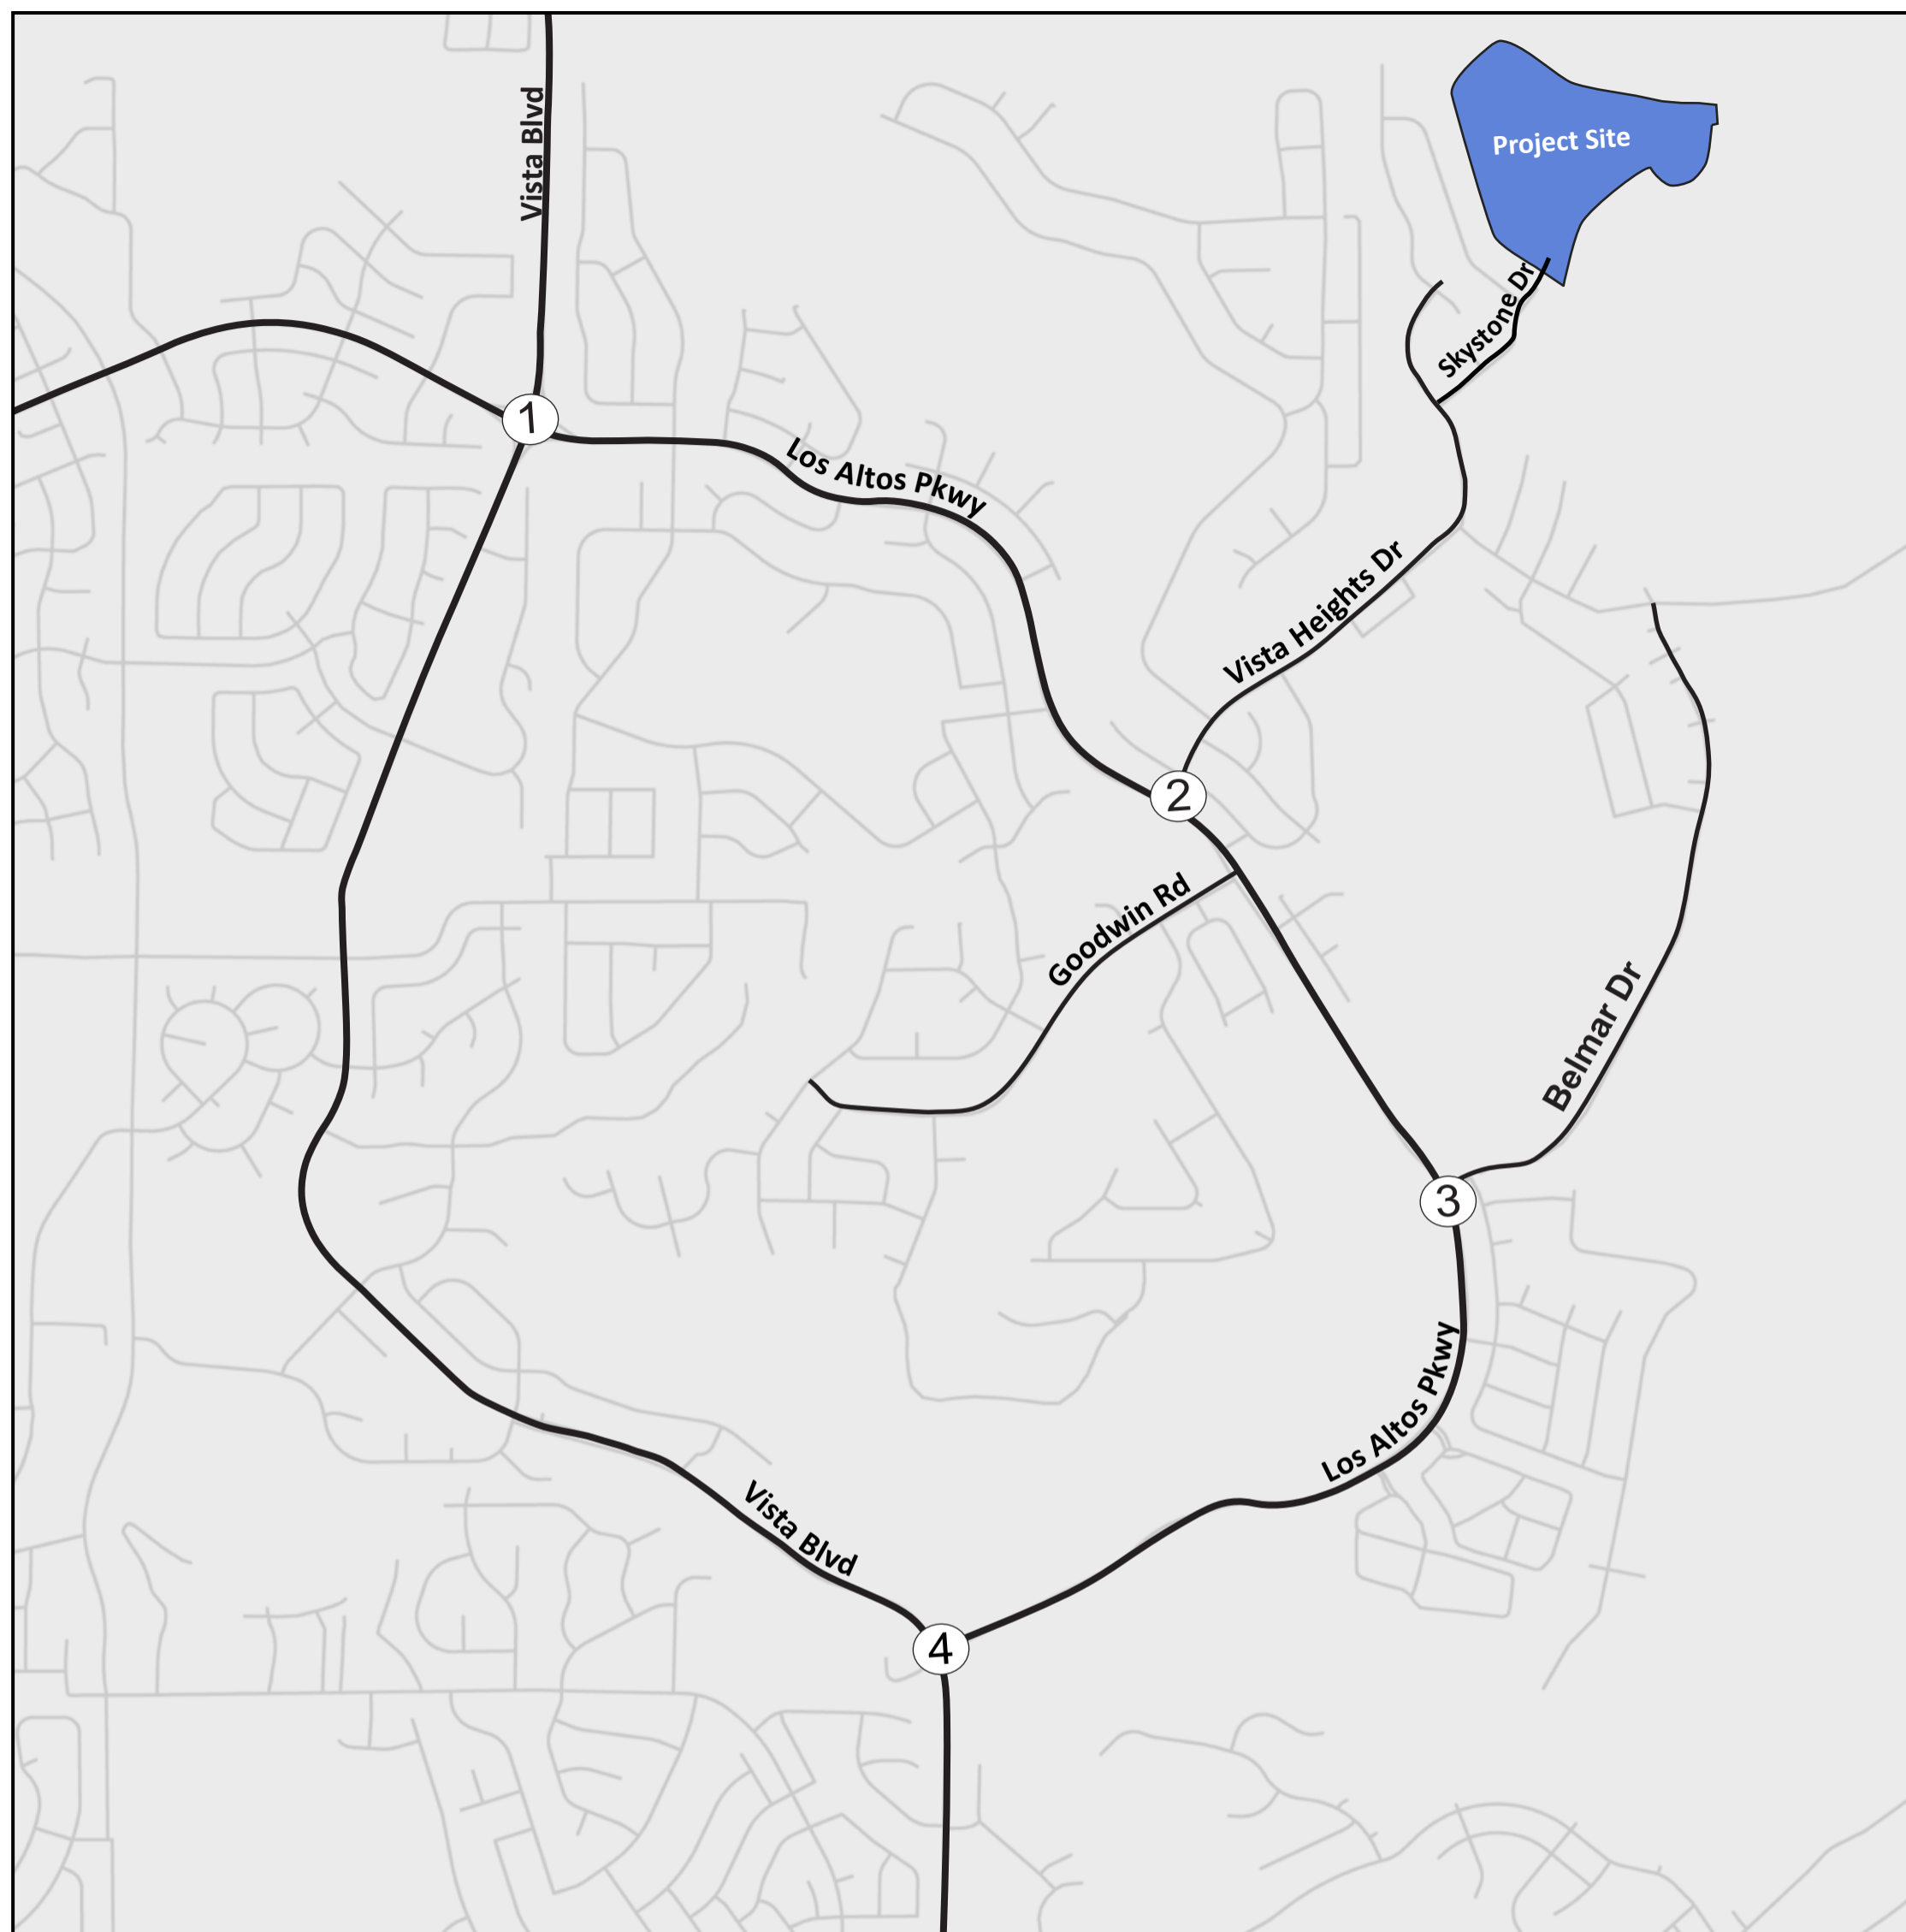 Vista Blvd
Project Site
Skystone Dr
1
Los Altos Pkwy
Vista Heights Dr
2
Goodwin Rd
Belmar Dr
3
Los Altos Pkwy
Vista Blvd
4